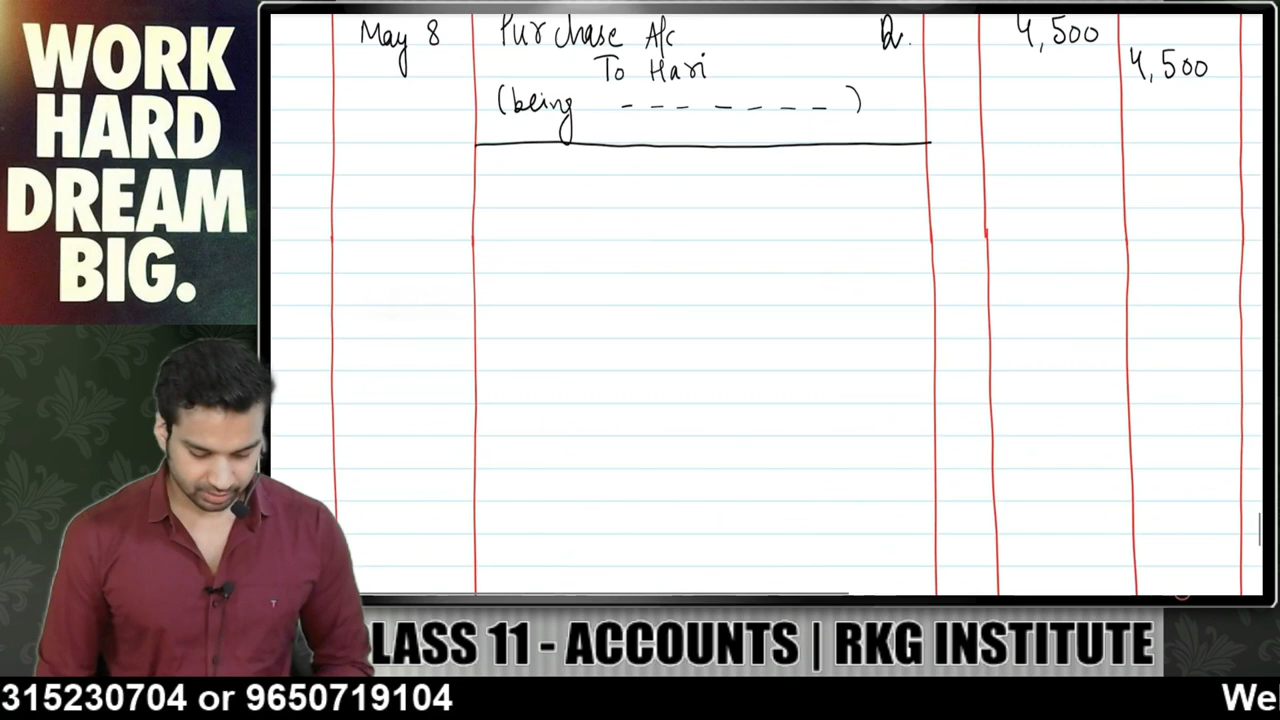 WORK
HARD
DREAM
BIG.
May 8 Purchase A/c Dr. 4,500
To Hari 4,500
(being - - - - - - - )
T
LASS 11 - ACCOUNTS | RKG INSTITUTE
315230704 or 9650719104 Wel